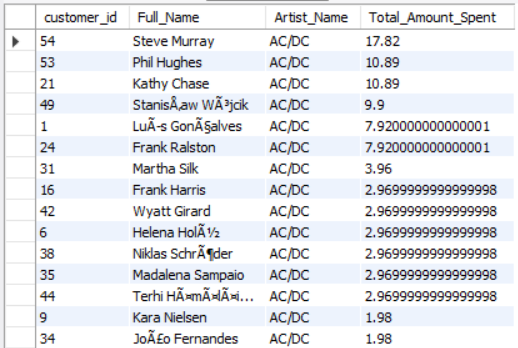 customer_id Full_Name Artist_Name Total_Amount_Spent
54 Steve Murray AC/DC 17.82
53 Phil Hughes AC/DC 10.89
21 Kathy Chase AC/DC 10.89
49 StanisÅ‚aw WÃ³jcik AC/DC 9.9
1 LuÃ-s GonÃ§alves AC/DC 7.920000000000001
24 Frank Ralston AC/DC 7.920000000000001
31 Martha Silk AC/DC 3.96
16 Frank Harris AC/DC 2.9699999999999998
42 Wyatt Girard AC/DC 2.9699999999999998
6 Helena HolÃ½ AC/DC 2.9699999999999998
38 Niklas SchrÃ¶der AC/DC 2.9699999999999998
35 Madalena Sampaio AC/DC 2.9699999999999998
44 Terhi HÃ¤mÃ¤lÃ¤i... AC/DC 2.9699999999999998
9 Kara Nielsen AC/DC 1.98
34 JoÃ£o Fernandes AC/DC 1.98